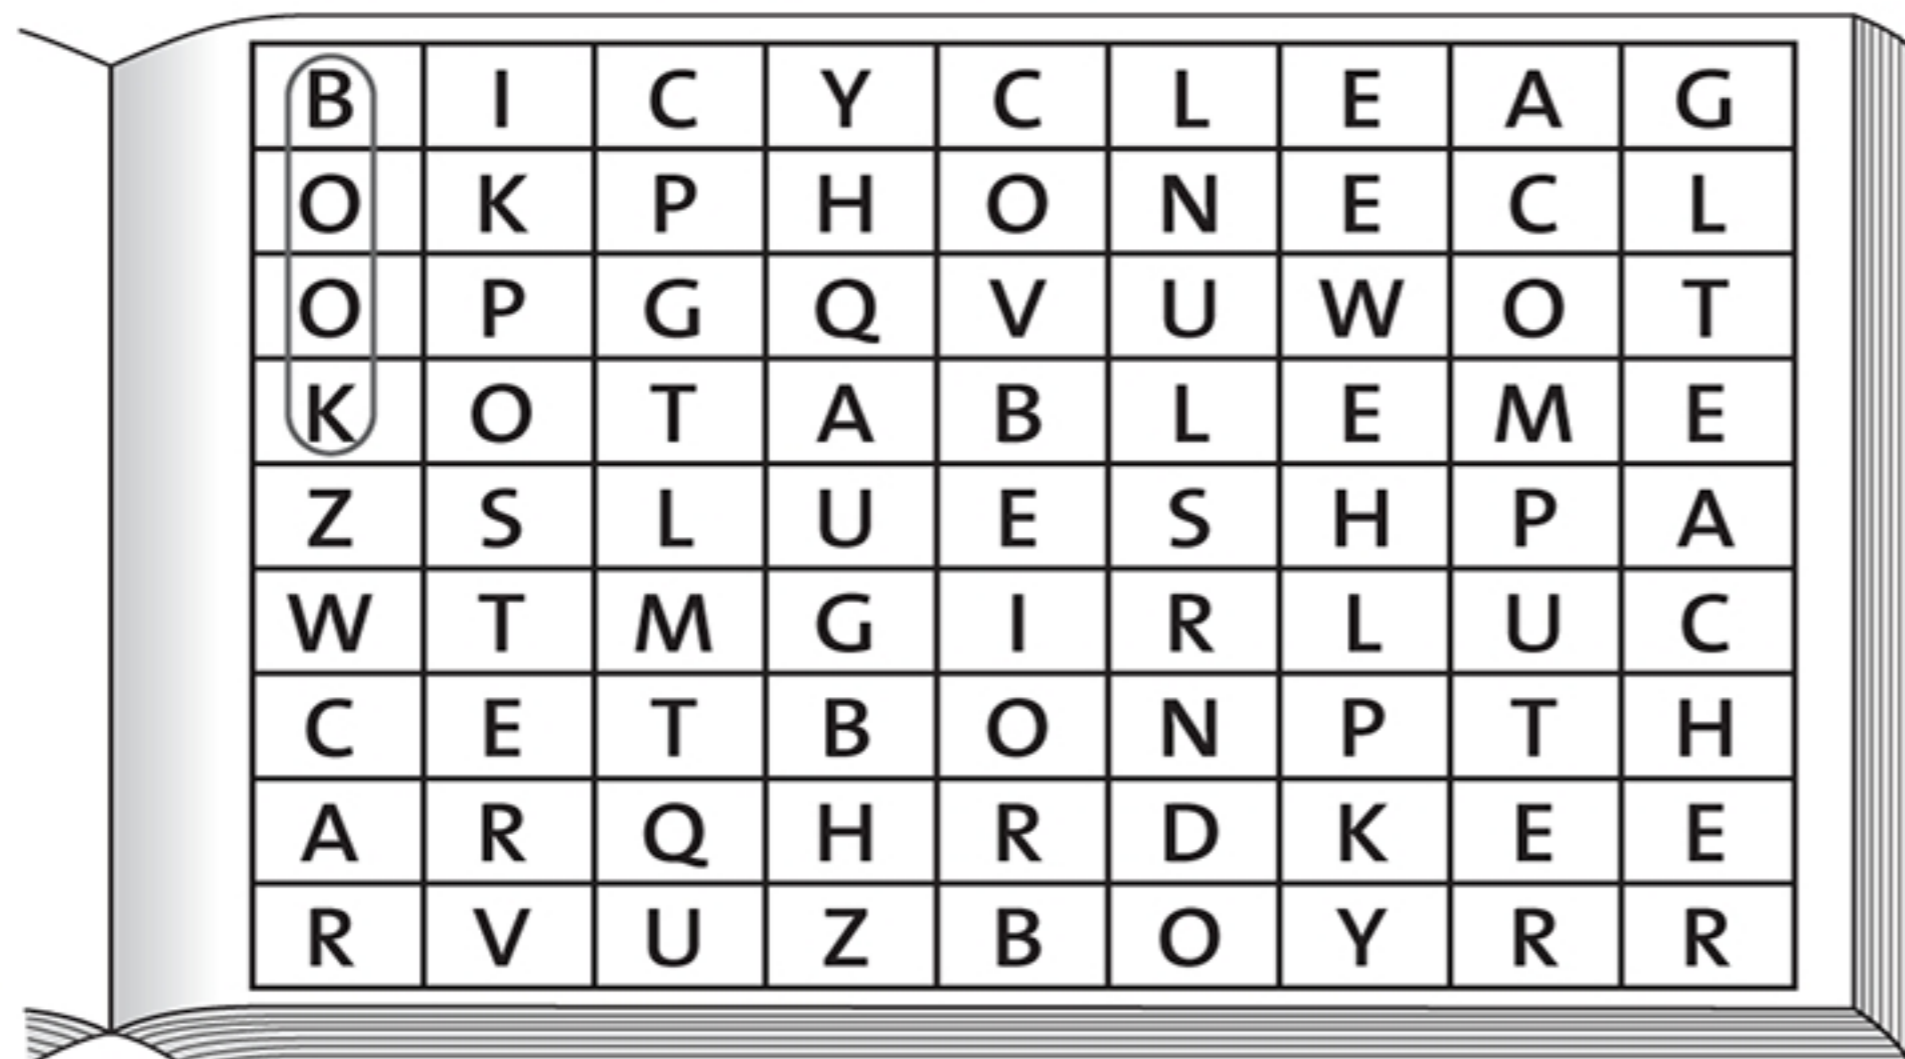 B I C Y C L E A G
O K P H O N E C L
O P G Q V U W O T
K O T A B L E M E
Z S L U E S H P A
W T M G I R L U C
C E T B O N P T H
A R Q H R D K E E
R V U Z B O Y R R